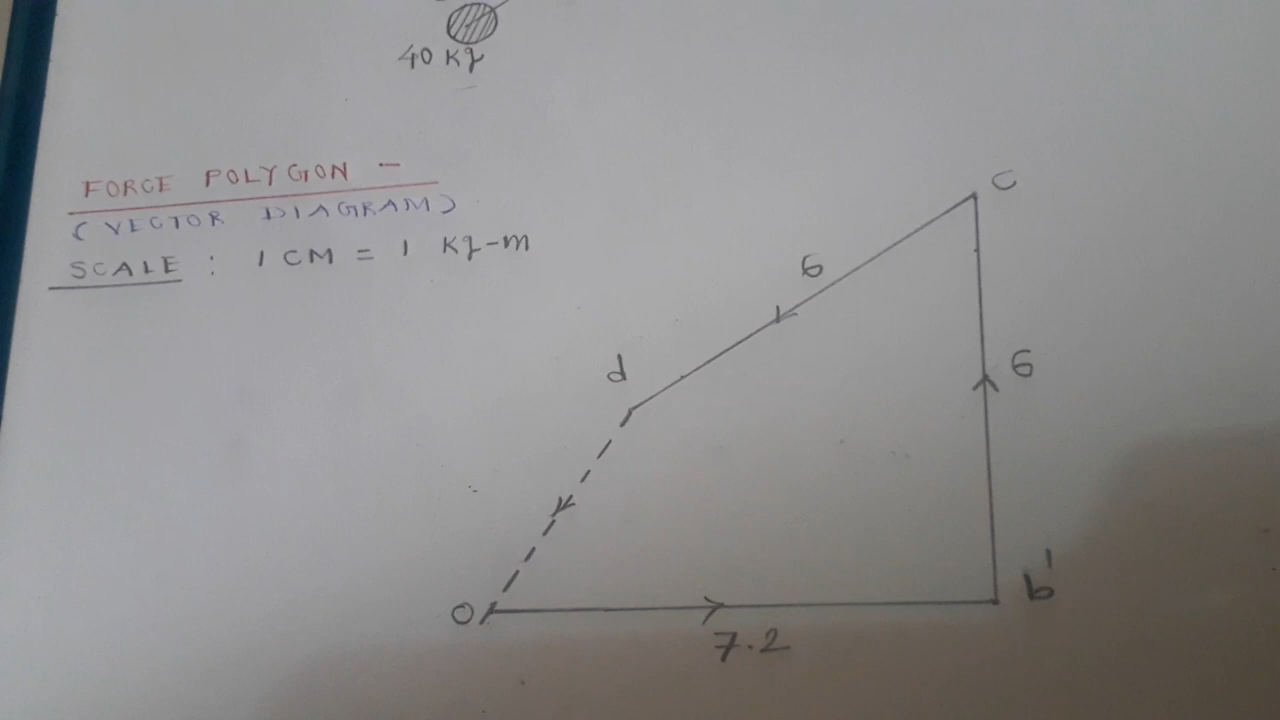 40 Kg
FORCE POLYGON -
(VECTOR DIAGRAM)
SCALE : 1 CM = 1 Kg-m
c
6
d
6
b'
O
7.2